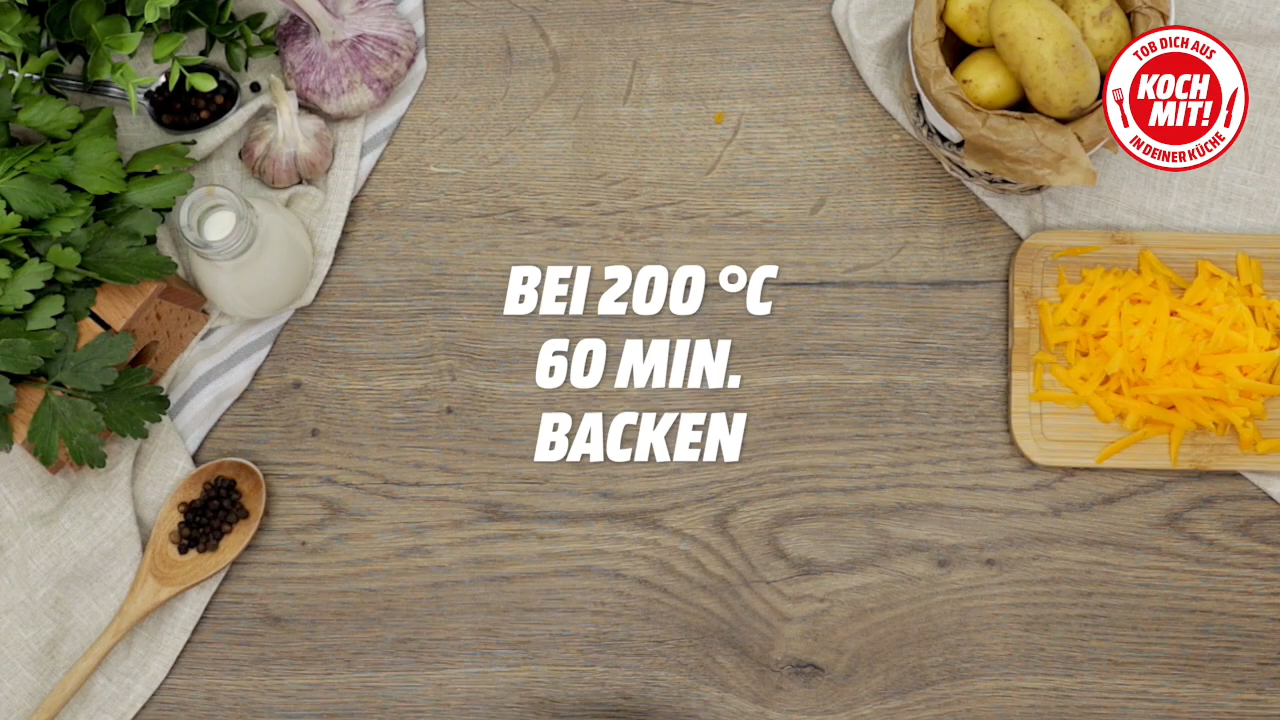 TOB DICH AUS
KOCH
MIT!
IN DEINER KÜCHE
BEI 200 °C
60 MIN.
BACKEN